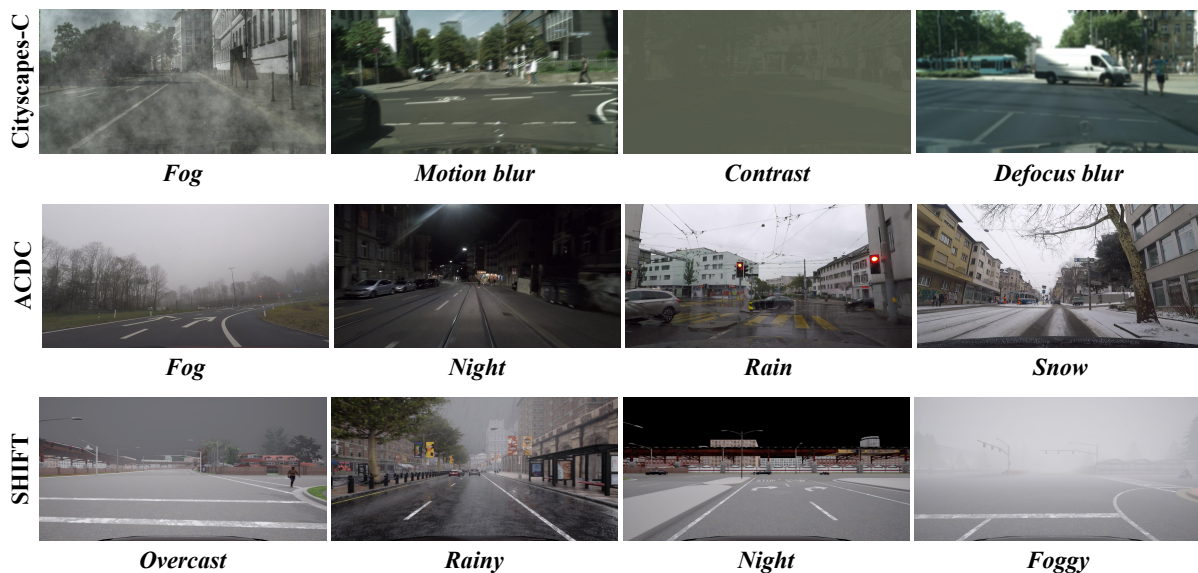 Cityscapes-C
Fog
Motion blur
Contrast
Defocus blur
ACDC
Fog
Night
Rain
Snow
SHIFT
Overcast
Rainy
Night
Foggy